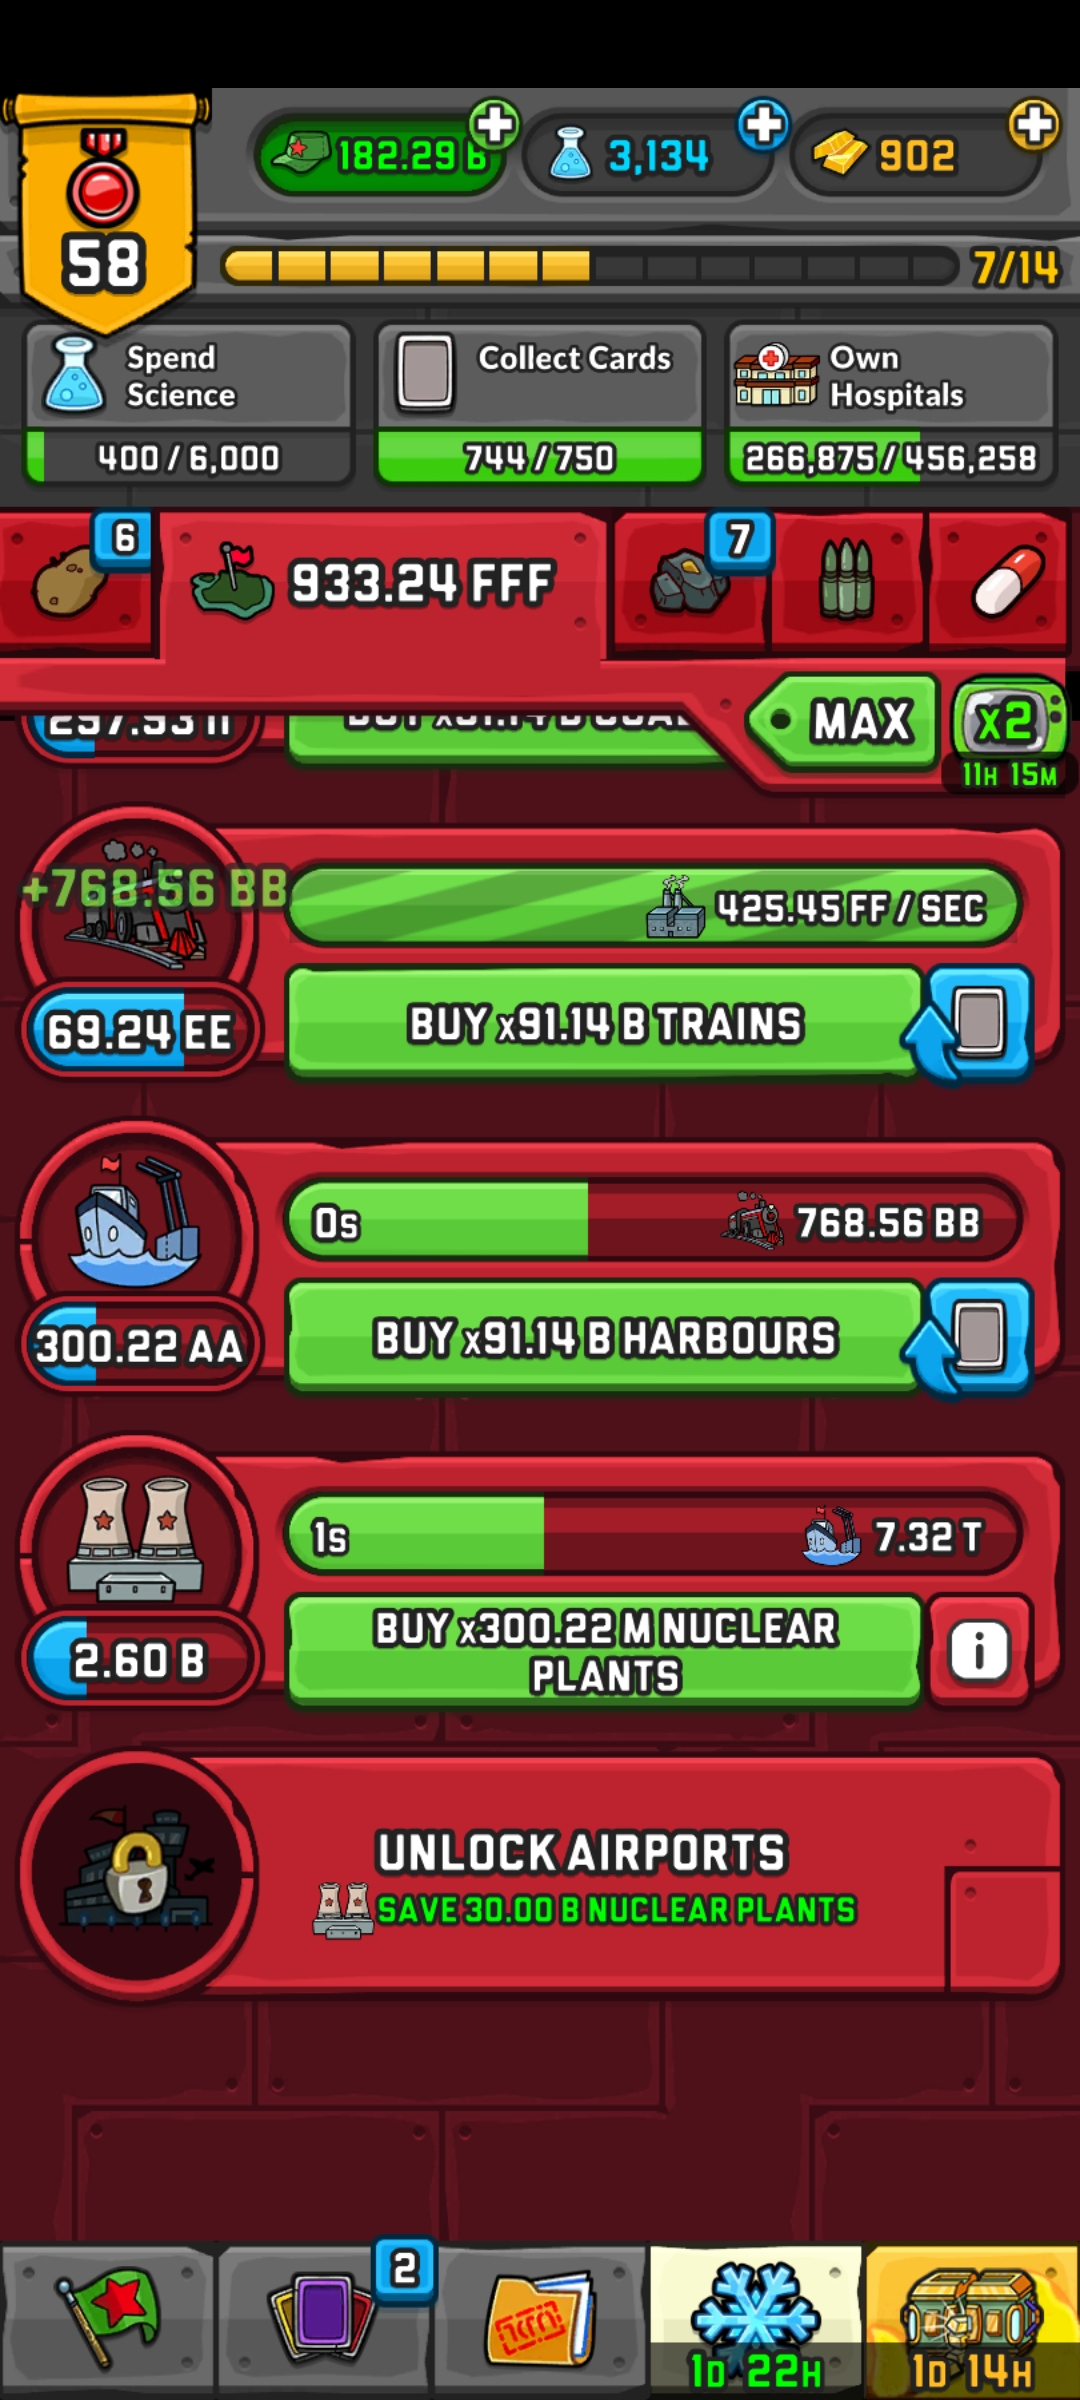 58
182.29 B
3,134
902
7/14
Spend
Science
400 / 6,000
Collect Cards
744 / 750
Own
Hospitals
266,875 / 456,258
6
933.24 FFF
7
MAX
x2
11H 15M
+768.56 BB
425.45 FF / SEC
69.24 EE
BUY x91.14 B TRAINS
0s
768.56 BB
300.22 AA
BUY x91.14 B HARBOURS
1s
7.32 T
2.60 B
BUY x300.22 M NUCLEAR
PLANTS
i
UNLOCK AIRPORTS
SAVE 30.00 B NUCLEAR PLANTS
2
1D 22H
1D 14H